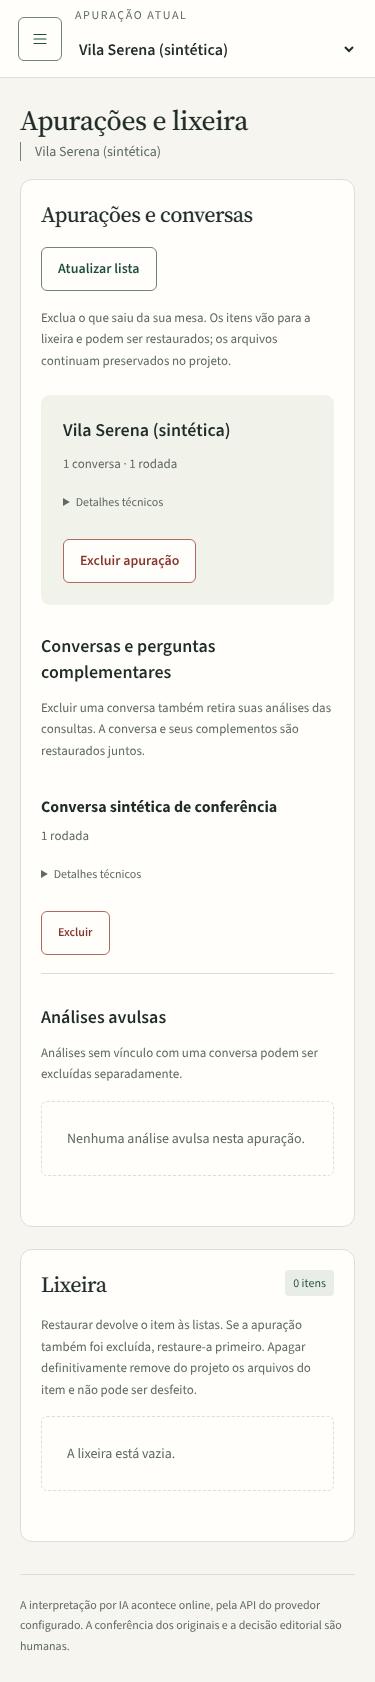 APURAÇÃO ATUAL
Vila Serena (sintética)
Apurações e lixeira
Vila Serena (sintética)
Apurações e conversas
Atualizar lista
Exclua o que saiu da sua mesa. Os itens vão para a
lixeira e podem ser restaurados; os arquivos
continuam preservados no projeto.
Vila Serena (sintética)
1 conversa · 1 rodada
Detalhes técnicos
Excluir apuração
Conversas e perguntas
complementares
Excluir uma conversa também retira suas análises das
consultas. A conversa e seus complementos são
restaurados juntos.
Conversa sintética de conferência
1 rodada
Detalhes técnicos
Excluir
Análises avulsas
Análises sem vínculo com uma conversa podem ser
excluídas separadamente.
Nenhuma análise avulsa nesta apuração.
Lixeira
0 itens
Restaurar devolve o item às listas. Se a apuração
também foi excluída, restaure-a primeiro. Apagar
definitivamente remove do projeto os arquivos do
item e não pode ser desfeito.
A lixeira está vazia.
A interpretação por IA acontece online, pela API do provedor
configurado. A conferência dos originais e a decisão editorial são
humanas.